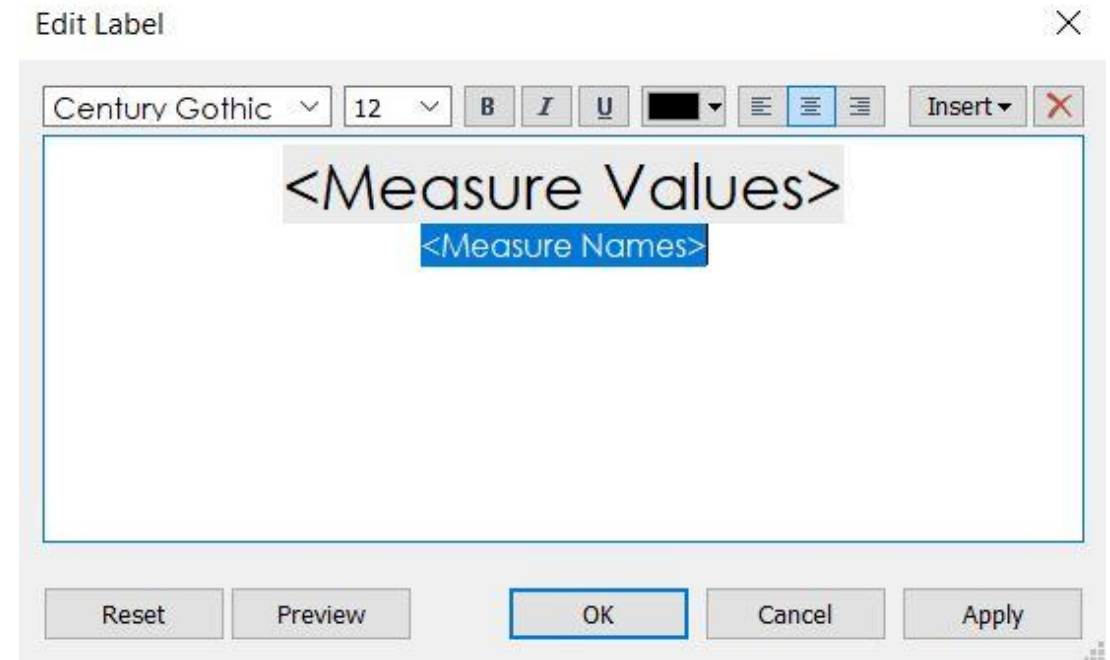 Edit Label
Century Gothic 12 B I U Insert
<Measure Values>
<Measure Names>
Reset Preview OK Cancel Apply